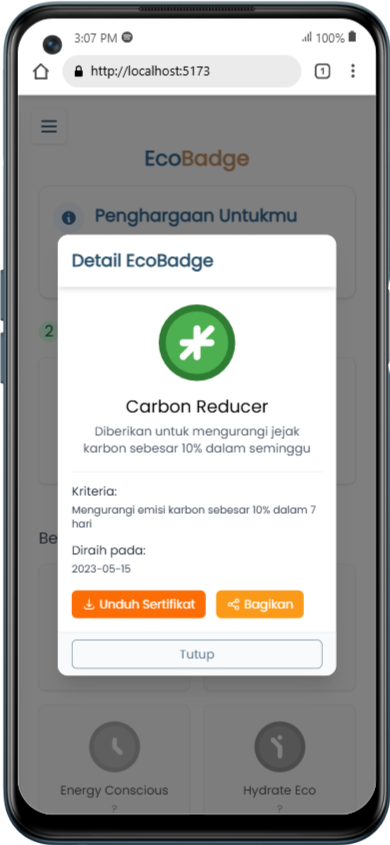 3:07 PM
100%
http://localhost:5173
1
EcoBadge
Penghargaan Untukmu
Detail EcoBadge
2
Carbon Reducer
Diberikan untuk mengurangi jejak
karbon sebesar 10% dalam seminggu
Kriteria:
Mengurangi emisi karbon sebesar 10% dalam 7
hari
Be
Diraih pada:
2023-05-15
Unduh Sertifikat
Bagikan
Tutup
Energy Conscious
?
Hydrate Eco
?